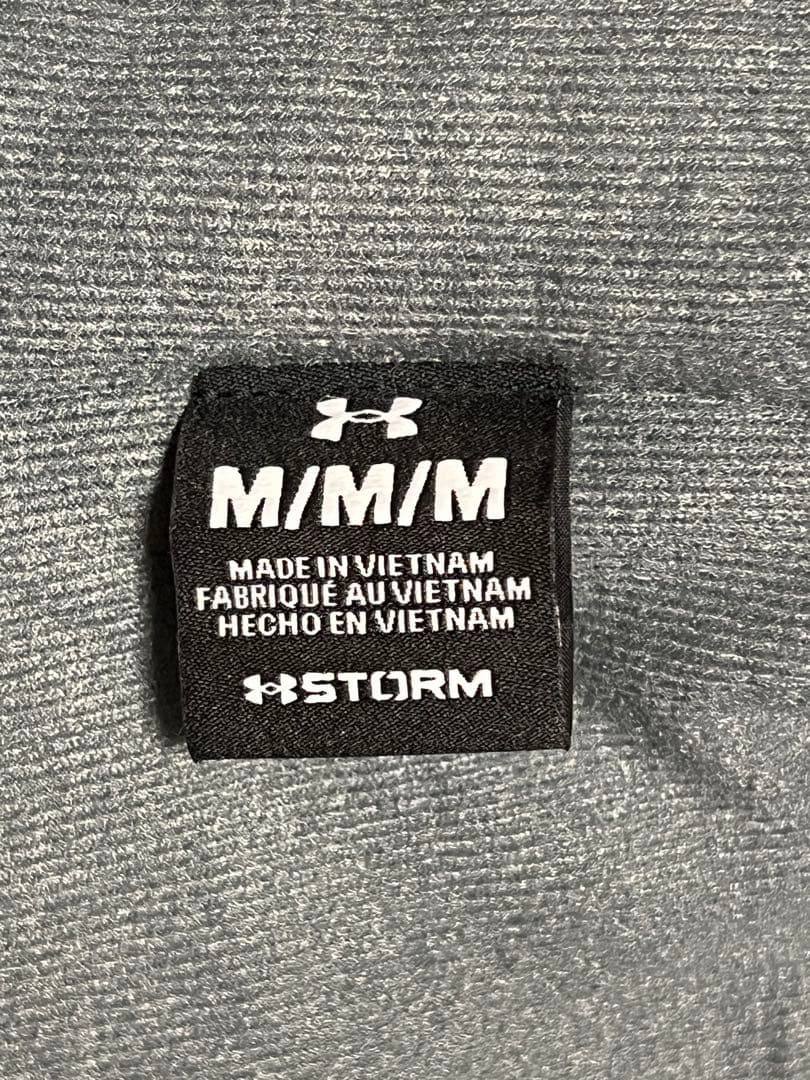 M/M/M
MADE IN VIETNAM
FABRIQUÉ AU VIETNAM
HECHO EN VIETNAM
STORM